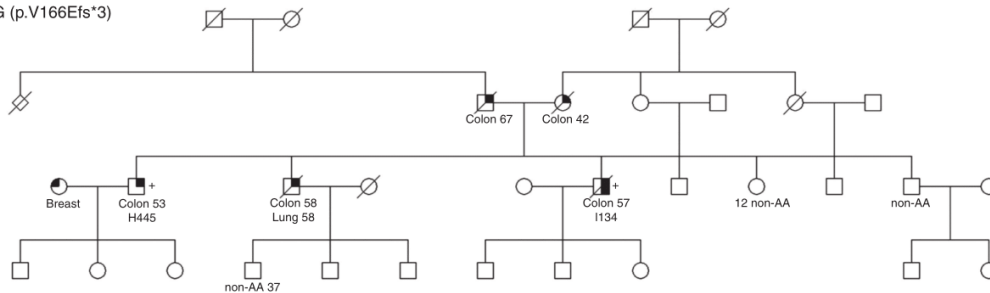 G (p.V166Efs*3)
Colon 67
Colon 42
+
+
Breast
Colon 53
H445
Colon 58
Lung 58
Colon 57
I134
12 non-AA
non-AA
non-AA 37